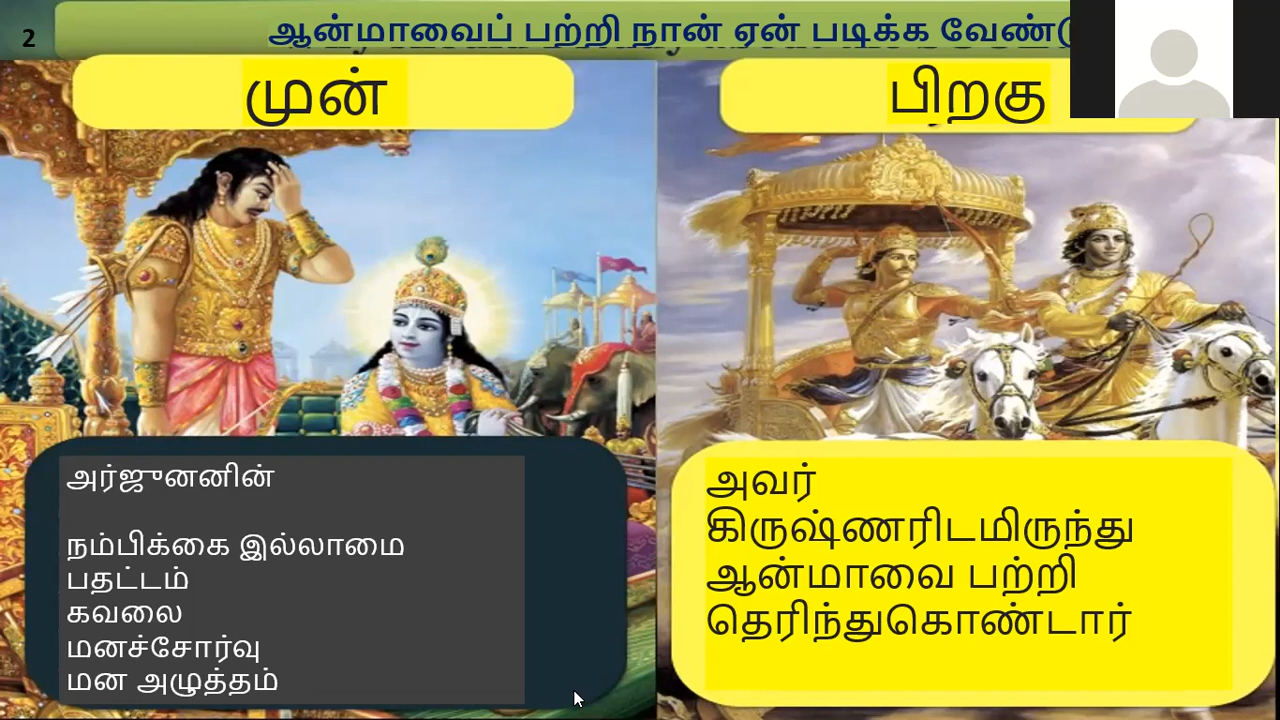 2
ஆன்மாவைப் பற்றி நான் ஏன் படிக்க
முன்
பிறகு
அர்ஜுனனின்
நம்பிக்கை இல்லாமை
பதட்டம்
கவலை
மனச்சோர்வு
மன அழுத்தம்
அவர்
கிருஷ்ணரிடமிருந்து
ஆன்மாவை பற்றி
தெரிந்துகொண்டார்